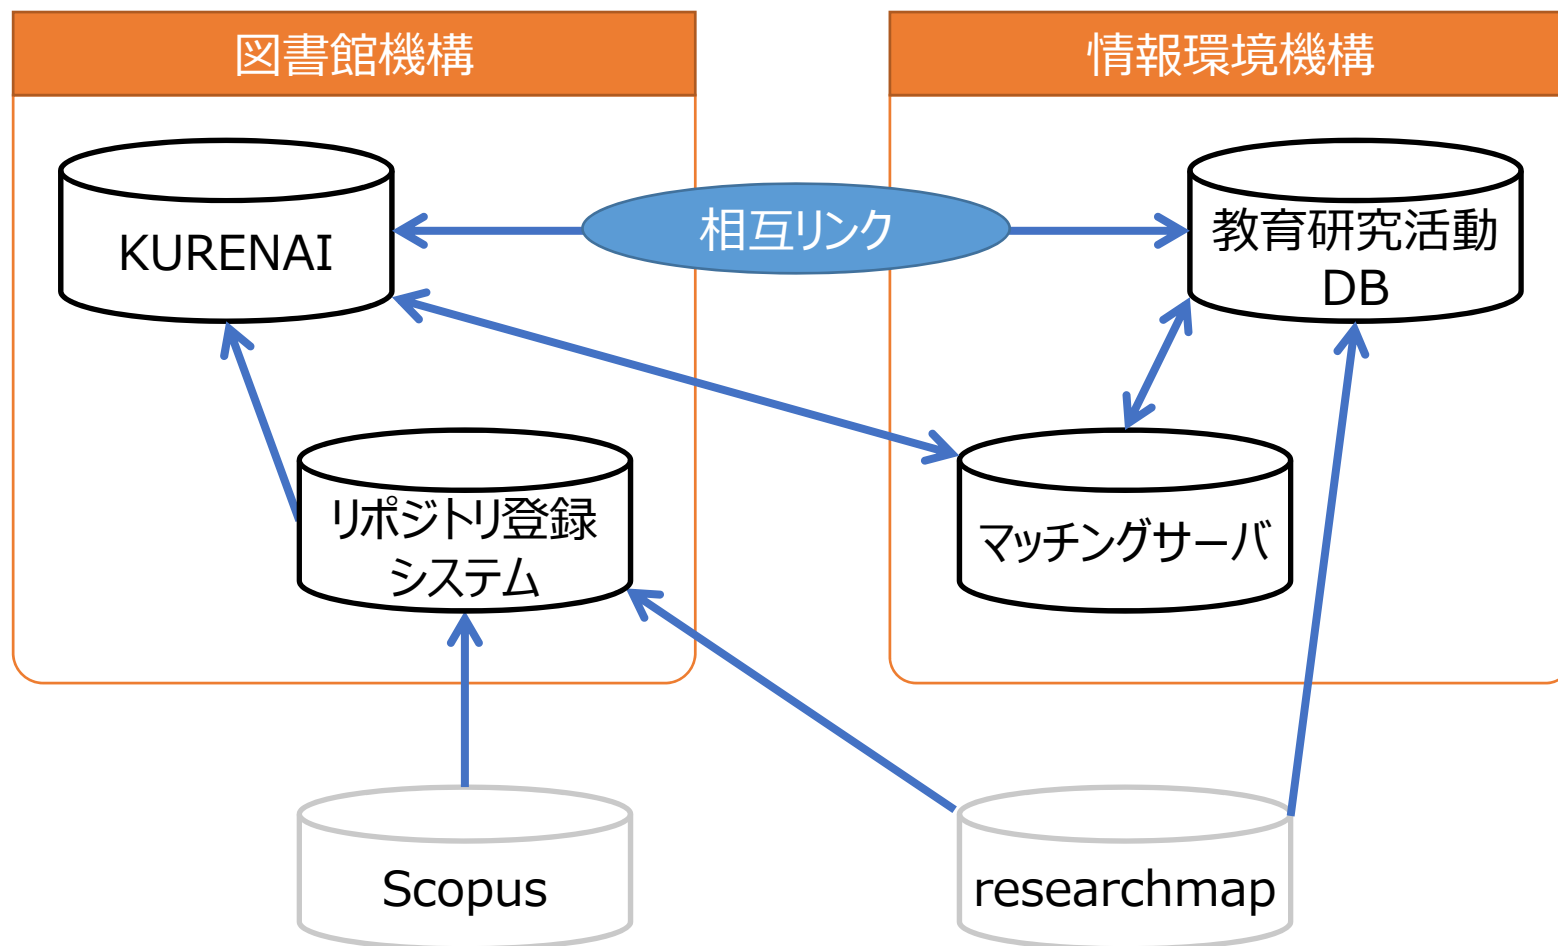 図書館機構
情報環境機構
KURENAI
相互リンク
教育研究活動
DB
リポジトリ登録
システム
マッチングサーバ
Scopus
researchmap